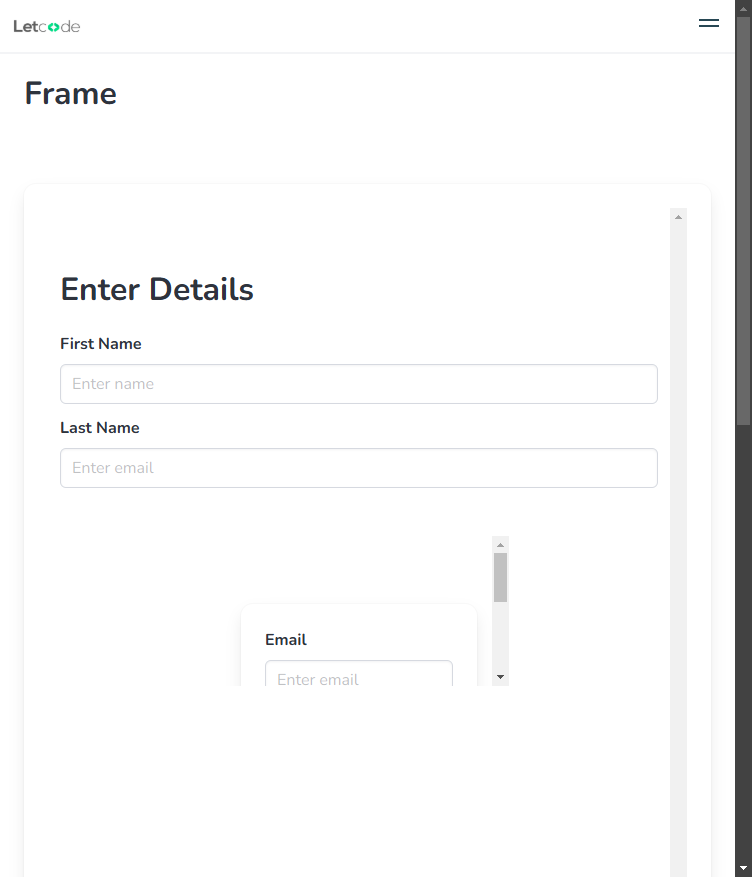 Letcode
Frame
Enter Details
First Name
Enter name
Last Name
Enter email
Email
Enter email